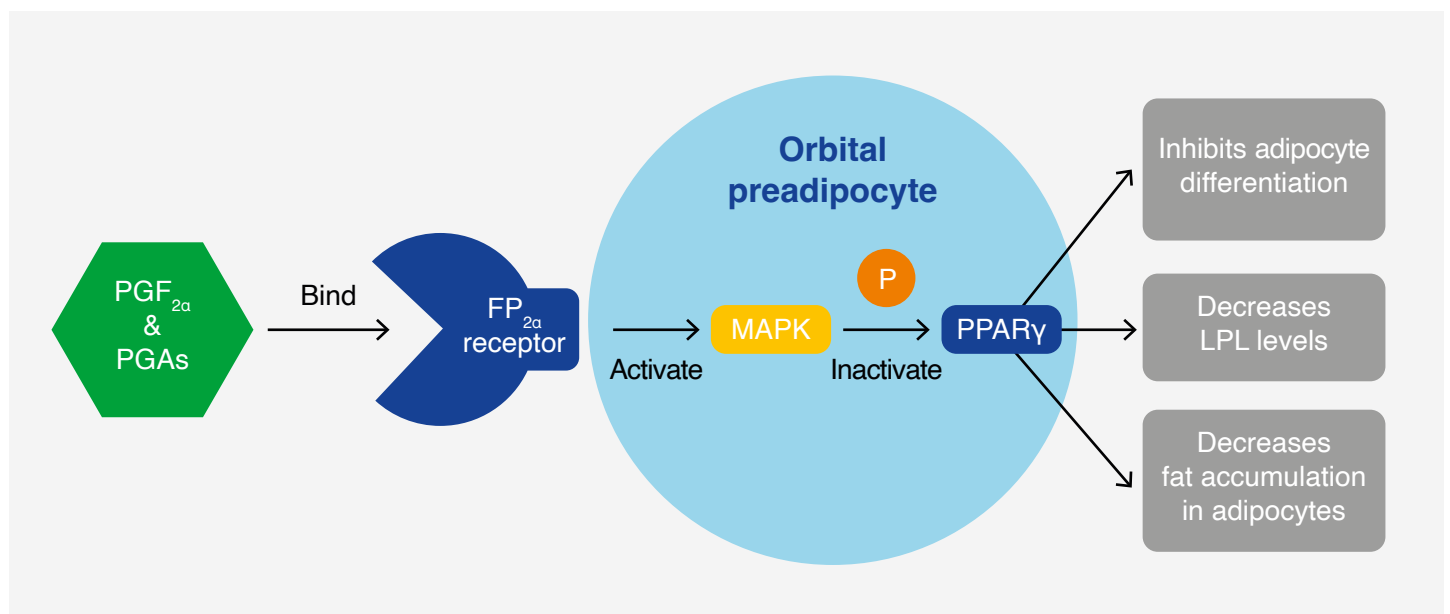 PGF2α
&
PGAs
Bind
FP2α
receptor
Orbital
preadipocyte
Activate
MAPK
P
Inactivate
PPARγ
Inhibits adipocyte
differentiation
Decreases
LPL levels
Decreases
fat accumulation
in adipocytes